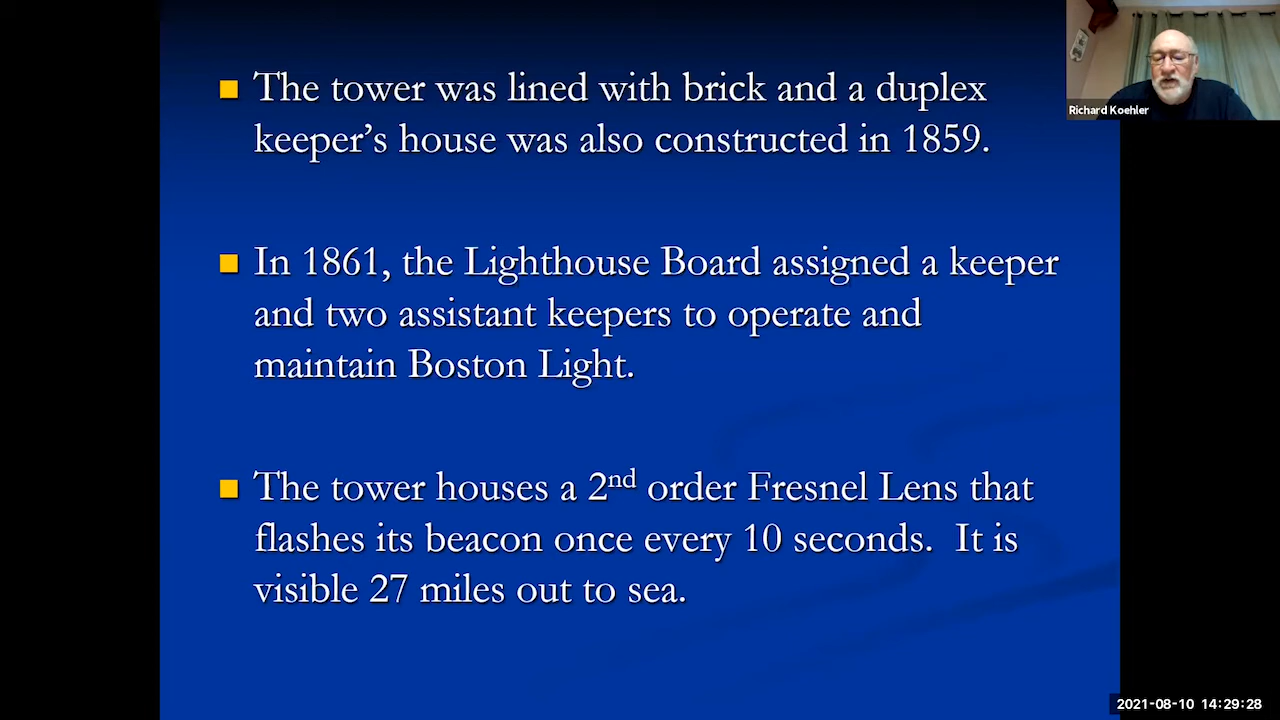 The tower was lined with brick and a duplex
keeper’s house was also constructed in 1859.
In 1861, the Lighthouse Board assigned a keeper
and two assistant keepers to operate and
maintain Boston Light.
The tower houses a 2nd order Fresnel Lens that
flashes its beacon once every 10 seconds.  It is
visible 27 miles out to sea.
Richard Koehler
2021-08-10 14:29:28